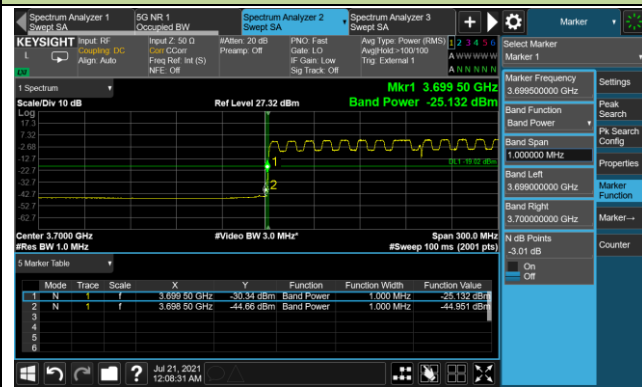 Spectrum Analyzer 1
Swept SA
5G NR 1
Occupied BW
Spectrum Analyzer 2
Swept SA
Spectrum Analyzer 3
Swept SA
Marker
KEYSIGHT
Input: RF
Coupling: DC
Align: Auto
Input Z: 50 Ω
Corr CCorr
Freq Ref: Int (S)
NFE: Off
#Atten: 20 dB
Preamp: Off
PNO: Fast
Gate: LO
IF Gain: Low
Sig Track: Off
Avg Type: Power (RMS)
Avg|Hold:>100/100
Trig: External 1
1 2 3 4 5 6
A W W W W W
A N N N N N
L
1 Spectrum
Scale/Div 10 dB
Ref Level 27.32 dBm
Mkr1 3.699 50 GHz
Band Power -25.132 dBm
Log
17.3
7.32
-2.68
-12.7
-22.7
-32.7
-42.7
-52.7
-62.7
1
2
DL1 -19.02 dBm
Center 3.7000 GHz
#Res BW 1.0 MHz
#Video BW 3.0 MHz*
Span 300.0 MHz
#Sweep 100 ms (2001 pts)
5 Marker Table
Mode Trace Scale X Y Function Function Width Function Value
1 N 1 f 3.699 50 GHz -30.34 dBm Band Power 1.000 MHz -25.132 dBm
2 N 1 f 3.698 50 GHz -44.66 dBm Band Power 1.000 MHz -44.951 dBm
3
4
5
6
Select Marker
Marker 1
Marker Frequency
3.699500000 GHz
Band Function
Band Power
Band Span
1.000000 MHz
Band Left
3.699000000 GHz
Band Right
3.700000000 GHz
N dB Points
-3.01 dB
On
Off
Settings
Peak
Search
Pk Search
Config
Properties
Marker
Function
Marker→
Counter
?
Jul 21, 2021
12:08:31 AM